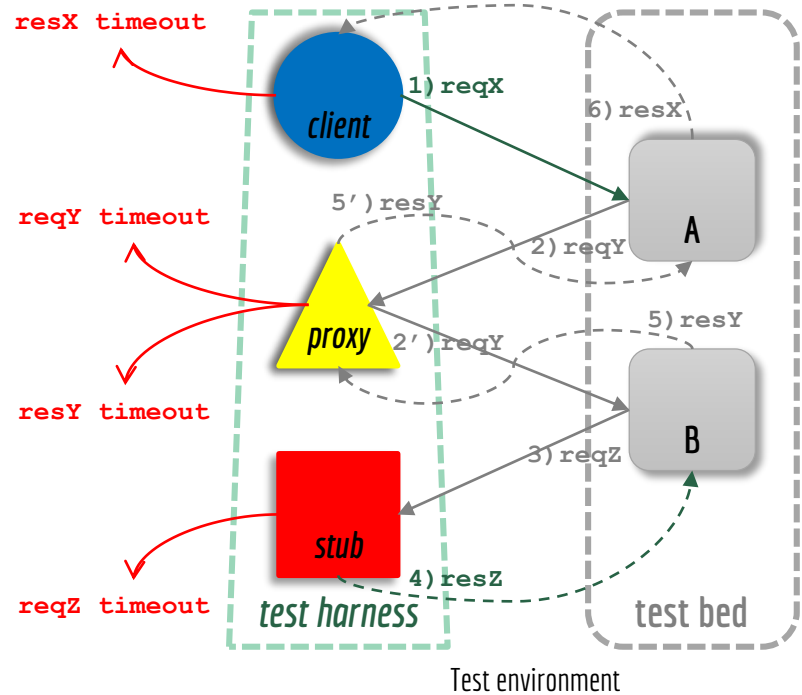 resX timeout
client
1)reqX
6)resX
A
5’)resY
reqY timeout
2)reqY
proxy
2’)reqY
5)resY
resY timeout
B
3)reqZ
stub
4)resZ
reqZ timeout
test harness
test bed
Test environment